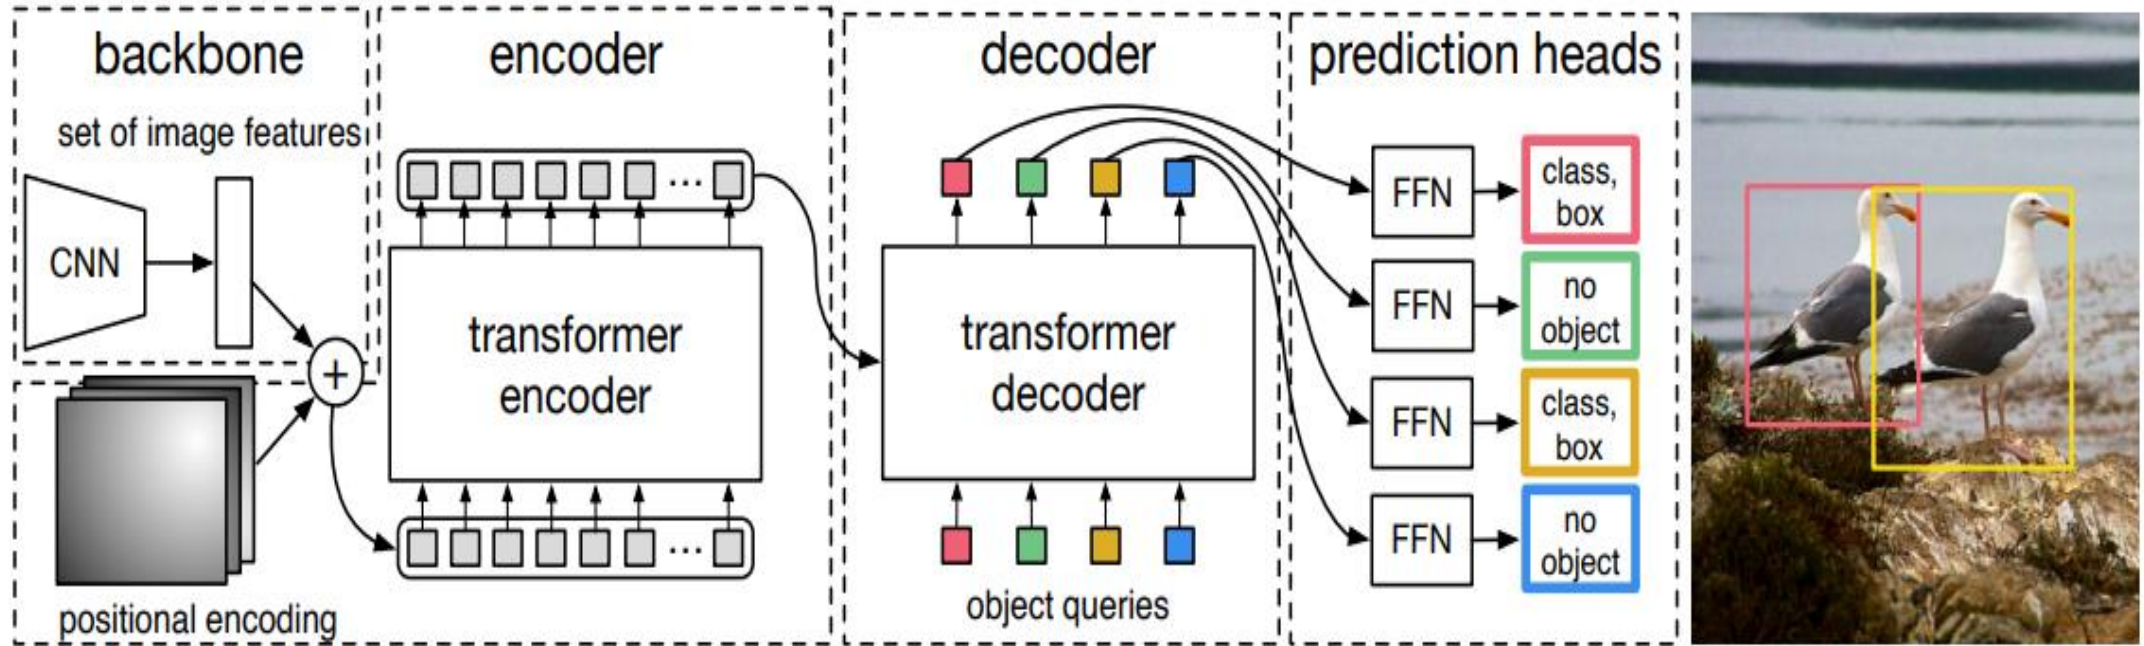 backbone
set of image features
CNN
+
positional encoding
encoder
...
transformer
encoder
...
decoder
transformer
decoder
object queries
prediction heads
FFN
class,
box
FFN
no
object
FFN
class,
box
FFN
no
object